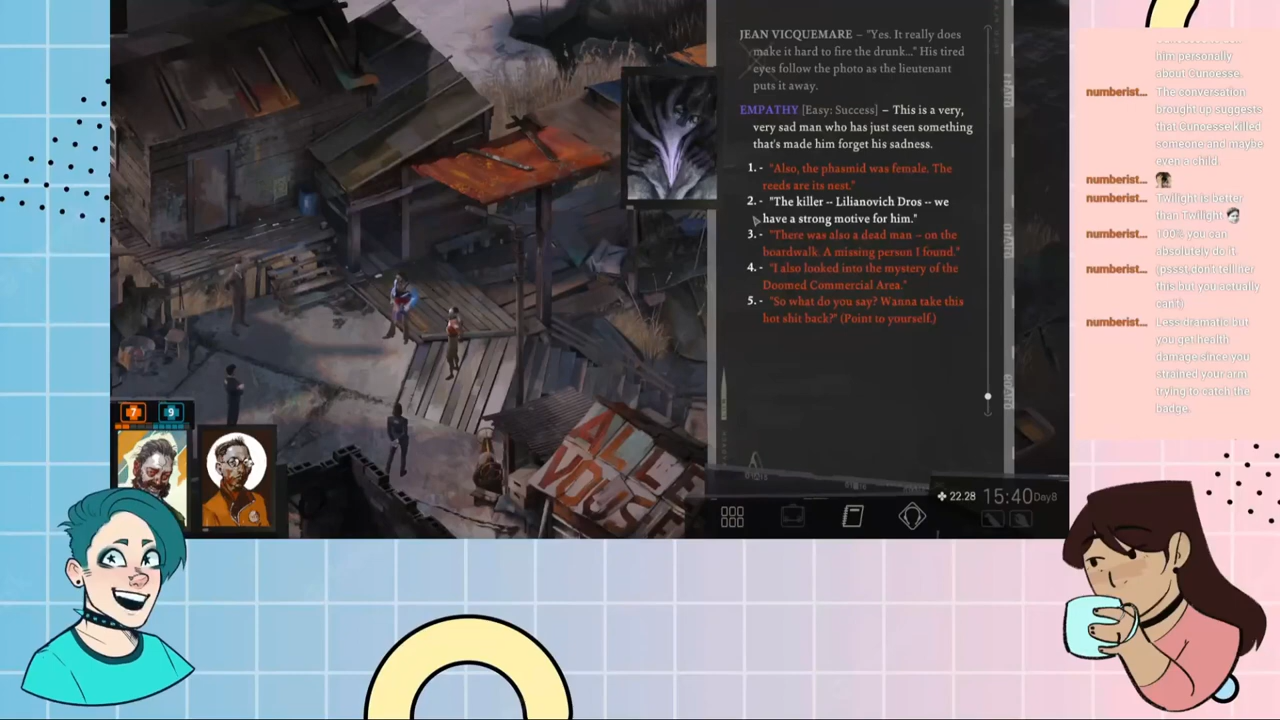 JEAN VICQUEMARE – "Yes. It really does
make it hard to fire the drunk..." His tired
eyes follow the photo as the lieutenant
puts it away.
EMPATHY [Easy: Success] – This is a very,
very sad man who has just seen something
that's made him forget his sadness.
1. - "Also, the phasmid was female. The
reeds are its nest."
2. - "The killer -- Lilianovich Dros -- we
have a strong motive for him."
3. - "There was also a dead man – on the
boardwalk. A missing person I found."
4. - "I also looked into the mystery of the
Doomed Commercial Area."
5. - "So what do you say? Wanna take this
hot shit back?" (Point to yourself.)
22.28 15:40 Day8
7 9
him personally
about Cunoesse.
numberist... The conversation
brought up suggests
that Cunoesse killed
someone and maybe
even a child.
numberist...
numberist... Twilight is better
than Twilight
numberist... 100% you can
absolutely do it.
numberist... (pssst don't tell her
this but you actually
can't)
numberist... Less dramatic but
you get health
damage since you
strained your arm
trying to catch the
badge.